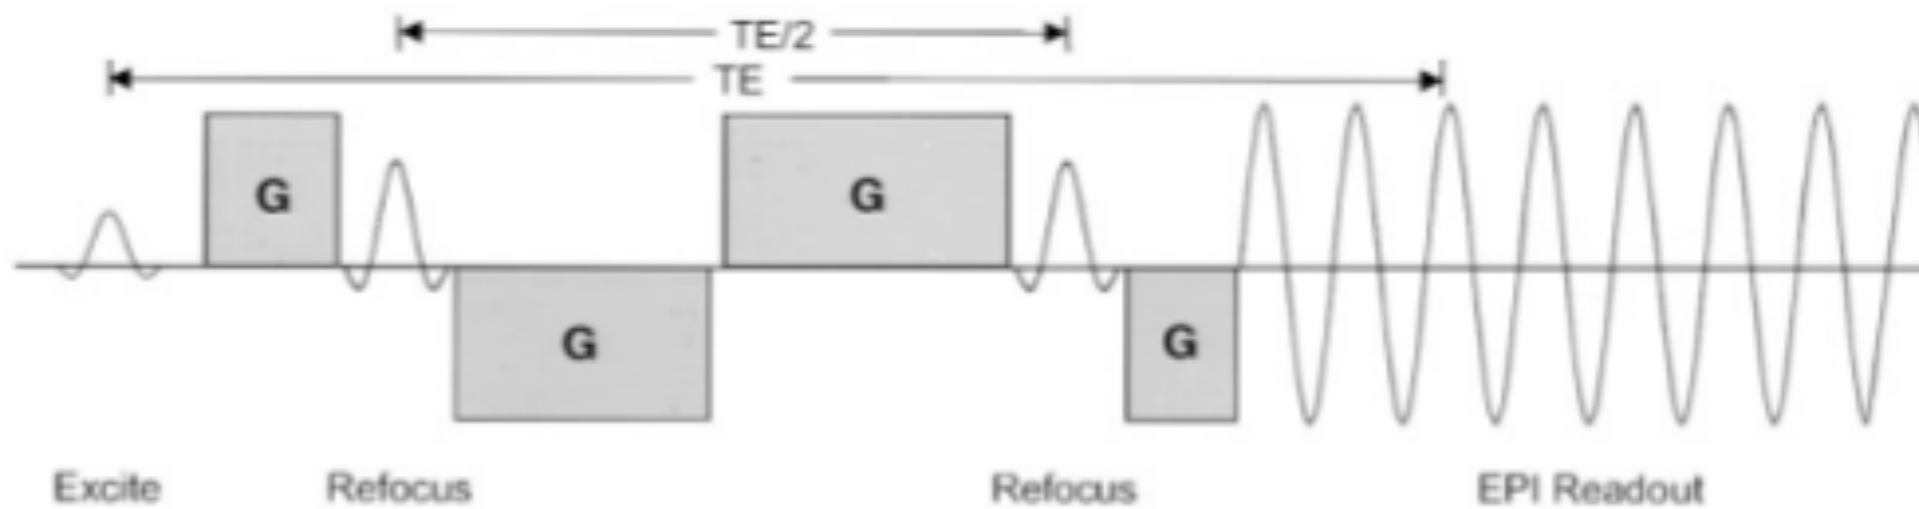 TE/2
TE
G
G
G
G
Excite
Refocus
Refocus
EPI Readout